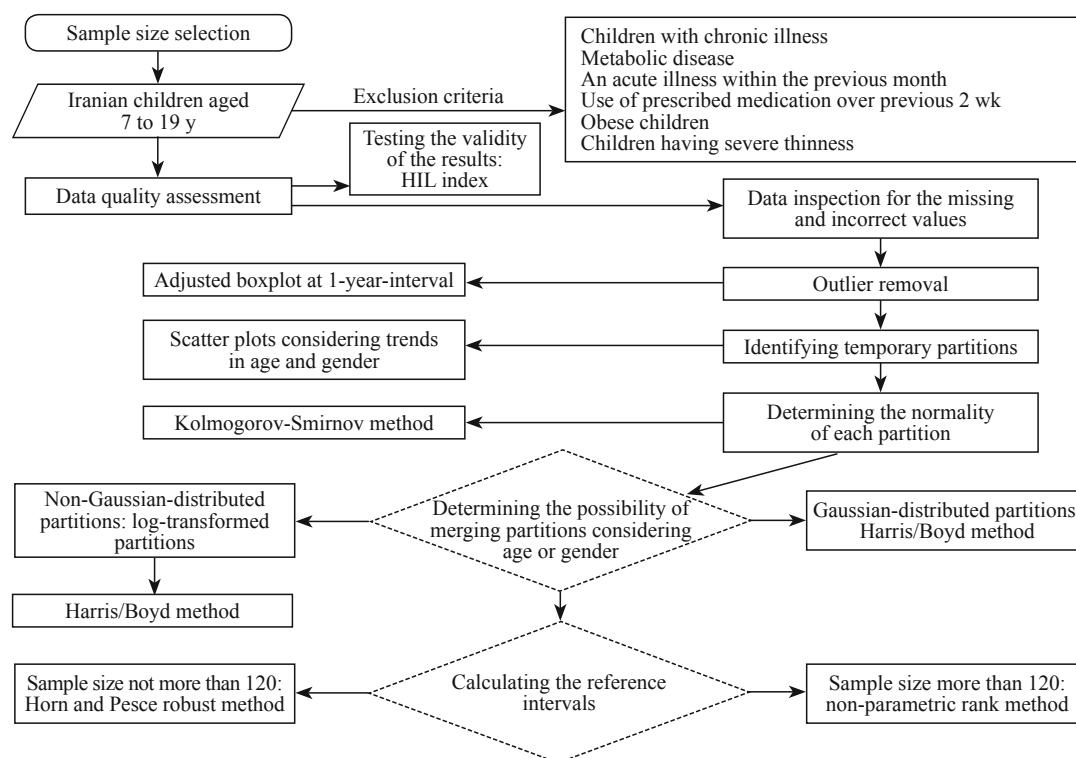 Sample size selection
Iranian children aged
7 to 19 y
Exclusion criteria
Children with chronic illness
Metabolic disease
An acute illness within the previous month
Use of prescribed medication over previous 2 wk
Obese children
Children having severe thinness
Data quality assessment
Testing the validity
of the results:
HIL index
Data inspection for the missing
and incorrect values
Adjusted boxplot at 1-year-interval
Outlier removal
Scatter plots considering trends
in age and gender
Identifying temporary partitions
Kolmogorov-Smirnov method
Determining the normality
of each partition
Non-Gaussian-distributed
partitions: log-transformed
partitions
Determining the possibility of
merging partitions considering
age or gender
Gaussian-distributed partitions
Harris/Boyd method
Harris/Boyd method
Sample size not more than 120:
Horn and Pesce robust method
Calculating the reference
intervals
Sample size more than 120:
non-parametric rank method